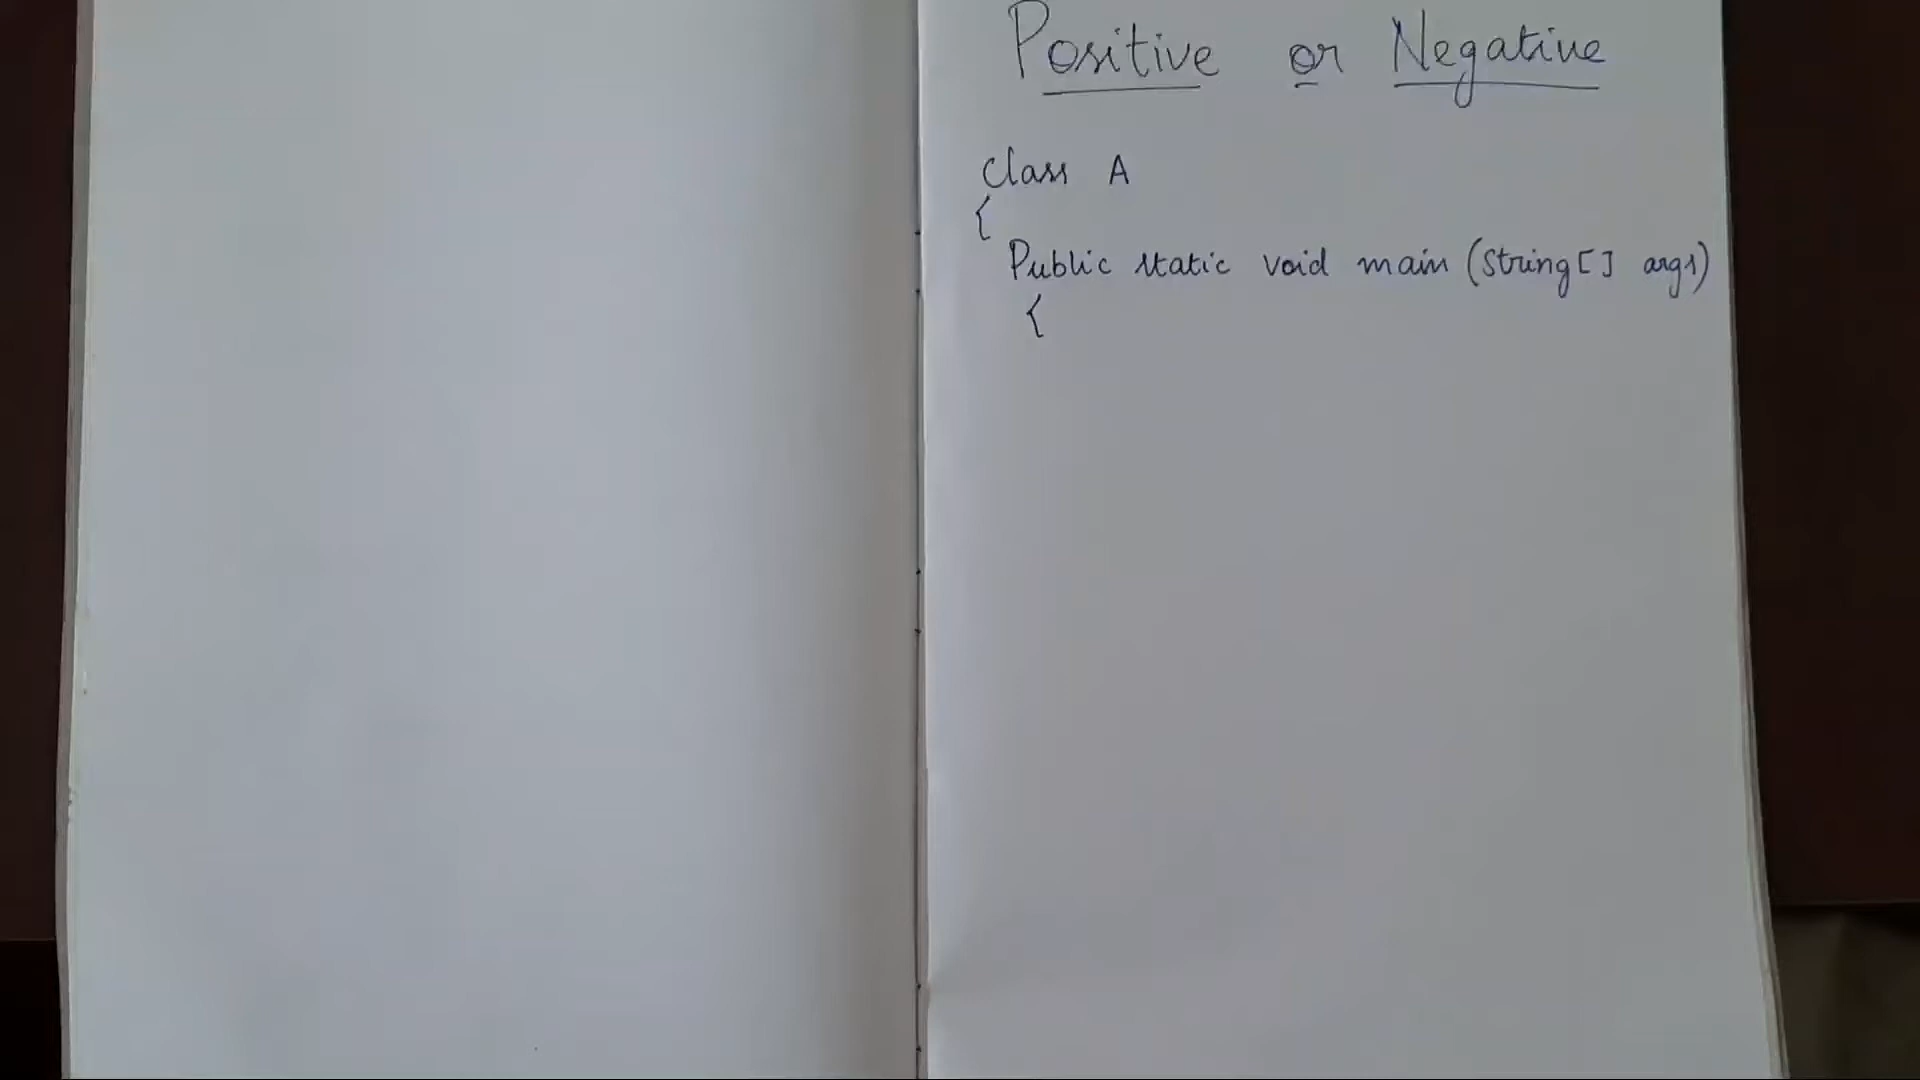 Positive or Negative
class A
{
Public static void main (String[] args)
{